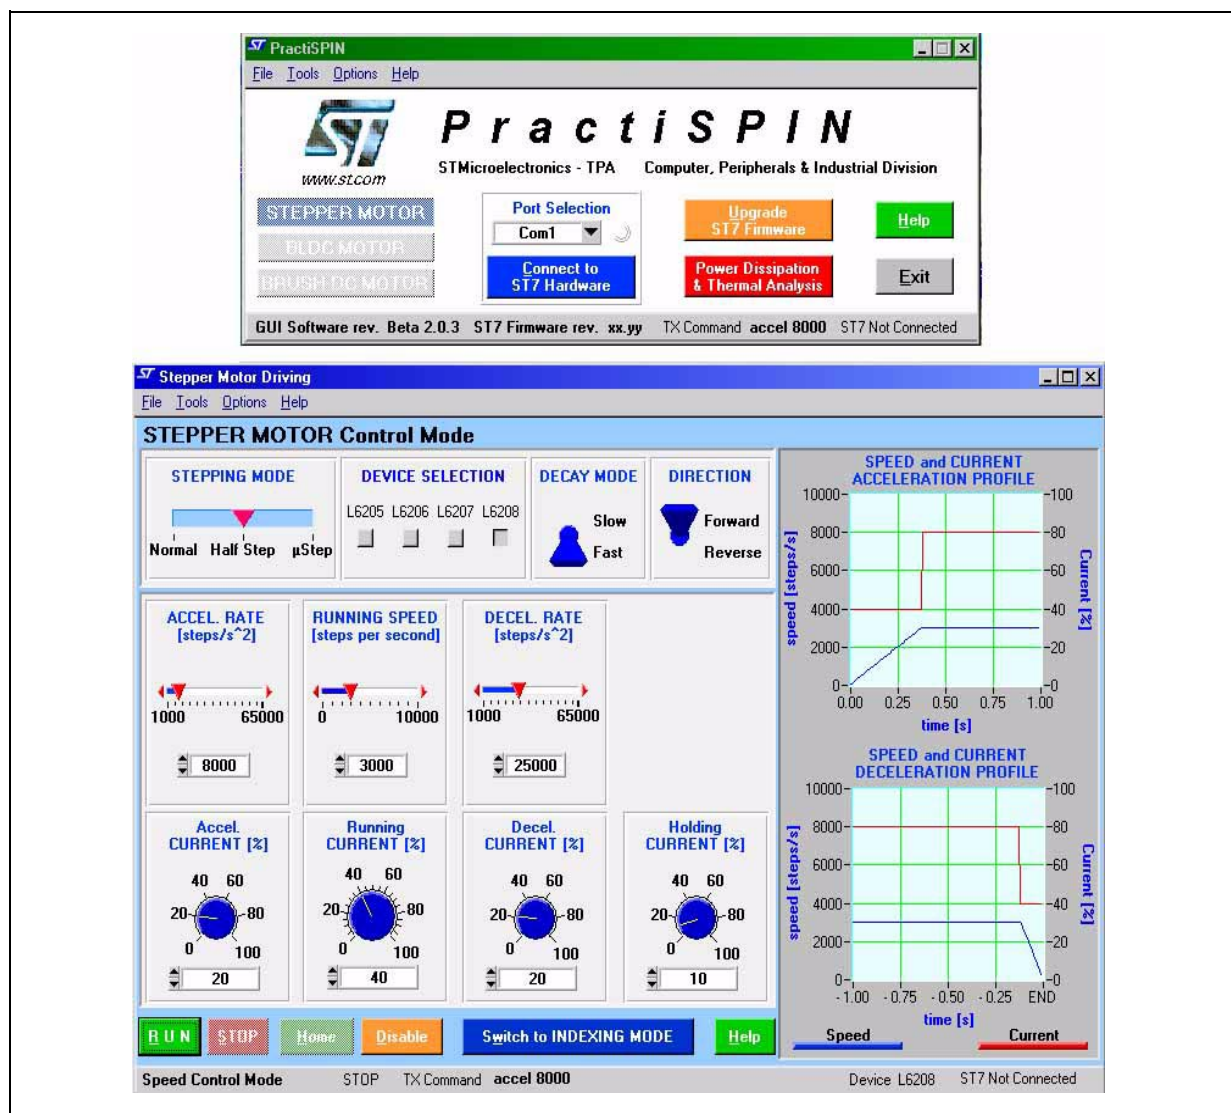 ST PractiSPIN
File Tools Options Help
ST
www.st.com
PractiSPIN
STMicroelectronics - TPA Computer, Peripherals & Industrial Division
STEPPER MOTOR
BLDC MOTOR
BRUSH DC MOTOR
Port Selection
Com1
Connect to
ST7 Hardware
Upgrade
ST7 Firmware
Power Dissipation
& Thermal Analysis
Help
Exit
GUI Software rev. Beta 2.0.3 ST7 Firmware rev. xx.yy TX Command accel 8000 ST7 Not Connected
ST Stepper Motor Driving
File Tools Options Help
STEPPER MOTOR Control Mode
STEPPING MODE
Normal Half Step µStep
DEVICE SELECTION
L6205 L6206 L6207 L6208
DECAY MODE
Slow
Fast
DIRECTION
Forward
Reverse
ACCEL. RATE
[steps/s^2]
1000 65000
8000
RUNNING SPEED
[steps per second]
0 10000
3000
DECEL. RATE
[steps/s^2]
1000 65000
25000
Accel.
CURRENT [%]
40 60
20 80
0 100
20
Running
CURRENT [%]
40 60
20 80
0 100
40
Decel.
CURRENT [%]
40 60
20 80
0 100
20
Holding
CURRENT [%]
40 60
20 80
0 100
10
SPEED and CURRENT
ACCELERATION PROFILE
speed [steps/s]
10000
8000
6000
4000
2000
0
100
80
60
40
20
0
Current [%]
0.00 0.25 0.50 0.75 1.00
time [s]
SPEED and CURRENT
DECELERATION PROFILE
speed [steps/s]
10000
8000
6000
4000
2000
0
100
80
60
40
20
0
Current [%]
-1.00 -0.75 -0.50 -0.25 END
time [s]
Speed Current
RUN STOP Home Disable Switch to INDEXING MODE Help
Speed Control Mode STOP TX Command accel 8000 Device L6208 ST7 Not Connected